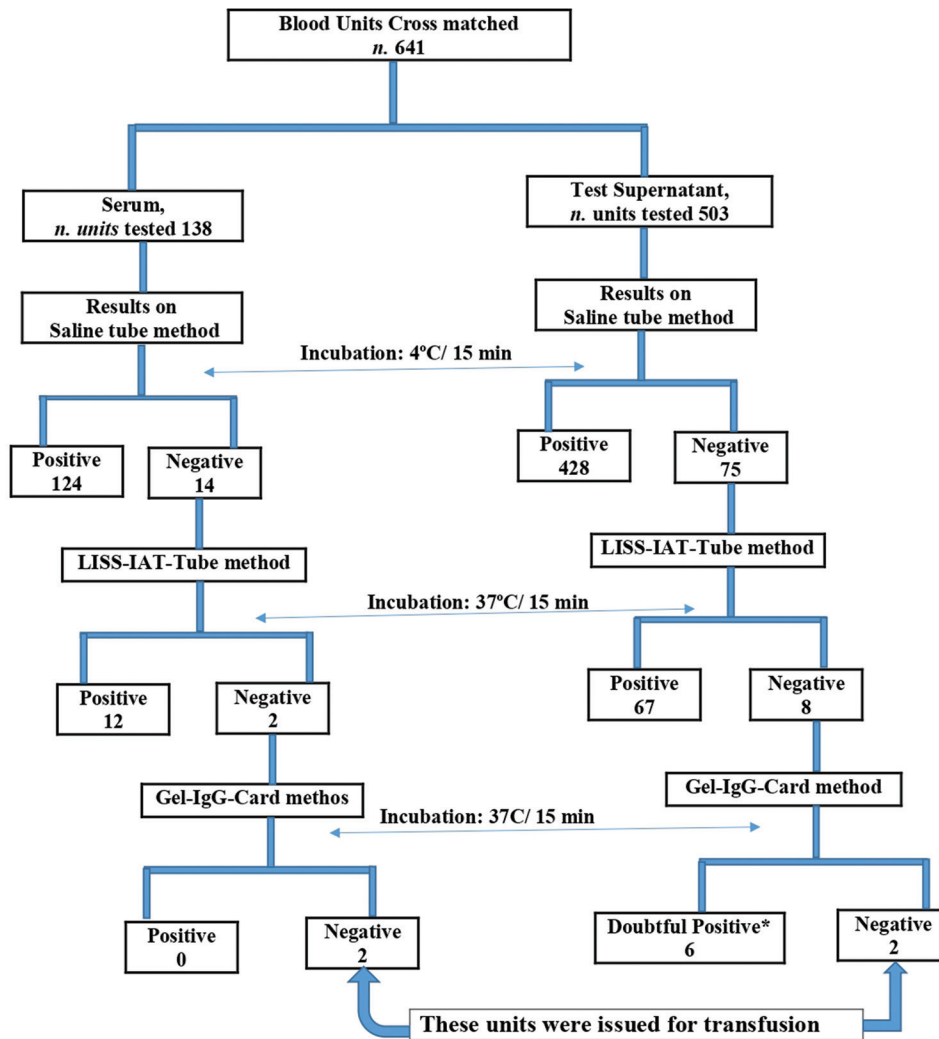 Blood Units Cross matched
n. 641
Serum,
n. units tested 138
Test Supernatant,
n. units tested 503
Results on
Saline tube method
Results on
Saline tube method
Incubation: 4ºC/ 15 min
Positive
124
Negative
14
Positive
428
Negative
75
LISS-IAT-Tube method
LISS-IAT-Tube method
Incubation: 37ºC/ 15 min
Positive
12
Negative
2
Positive
67
Negative
8
Gel-IgG-Card methos
Gel-IgG-Card method
Incubation: 37C/ 15 min
Positive
0
Negative
2
Doubtful Positive*
6
Negative
2
These units were issued for transfusion